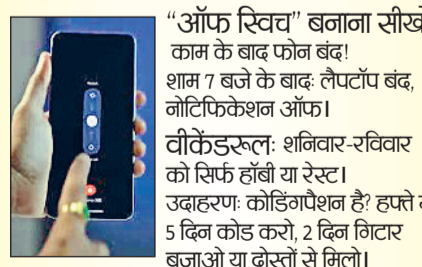 “ऑफ स्विच” बनाना सीखें
काम के बाद फोन बंद!
शाम 7 बजे के बादः लैपटॉप बंद,
नोटिफिकेशन ऑफ।
वीकेंडरूलः शनिवार-रविवार
को सिर्फ हॉबी या रेस्ट।
उदाहरणः कोडिंगपैशन है? हफ्ते
5 दिन कोड करो, 2 दिन गिटार
बजाओ या दोस्तों से मिलो।